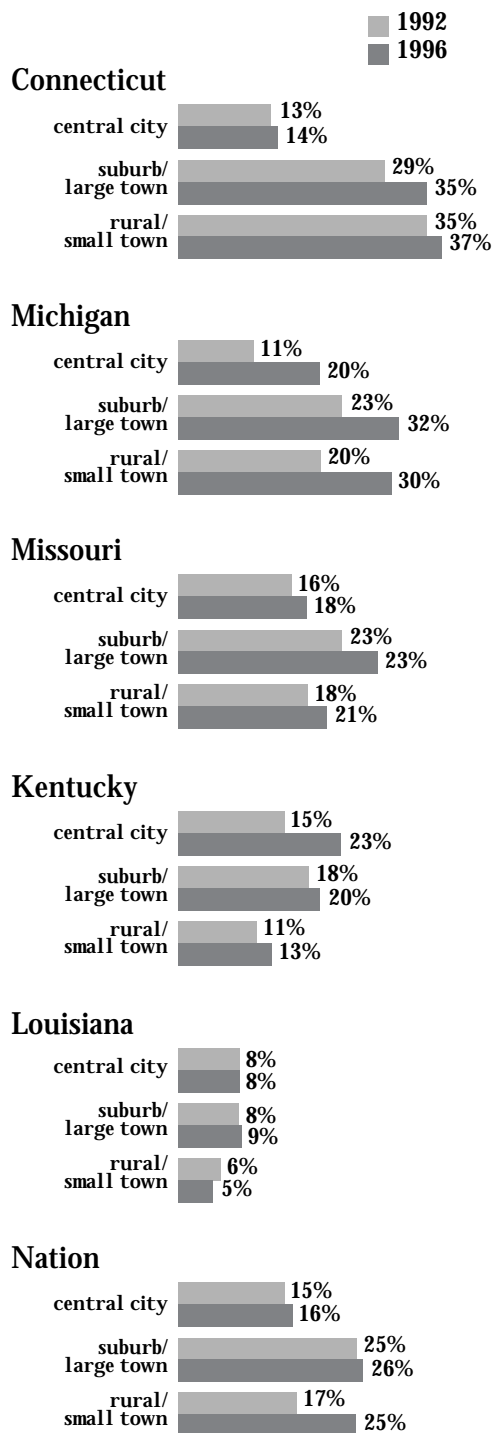 1992
1996
Connecticut
central city
13%
14%
suburb/
large town
29%
35%
rural/
small town
35%
37%
Michigan
central city
11%
20%
suburb/
large town
23%
32%
rural/
small town
20%
30%
Missouri
central city
16%
18%
suburb/
large town
23%
23%
rural/
small town
18%
21%
Kentucky
central city
15%
23%
suburb/
large town
18%
20%
rural/
small town
11%
13%
Louisiana
central city
8%
8%
suburb/
large town
8%
9%
rural/
small town
6%
5%
Nation
central city
15%
16%
suburb/
large town
25%
26%
rural/
small town
17%
25%